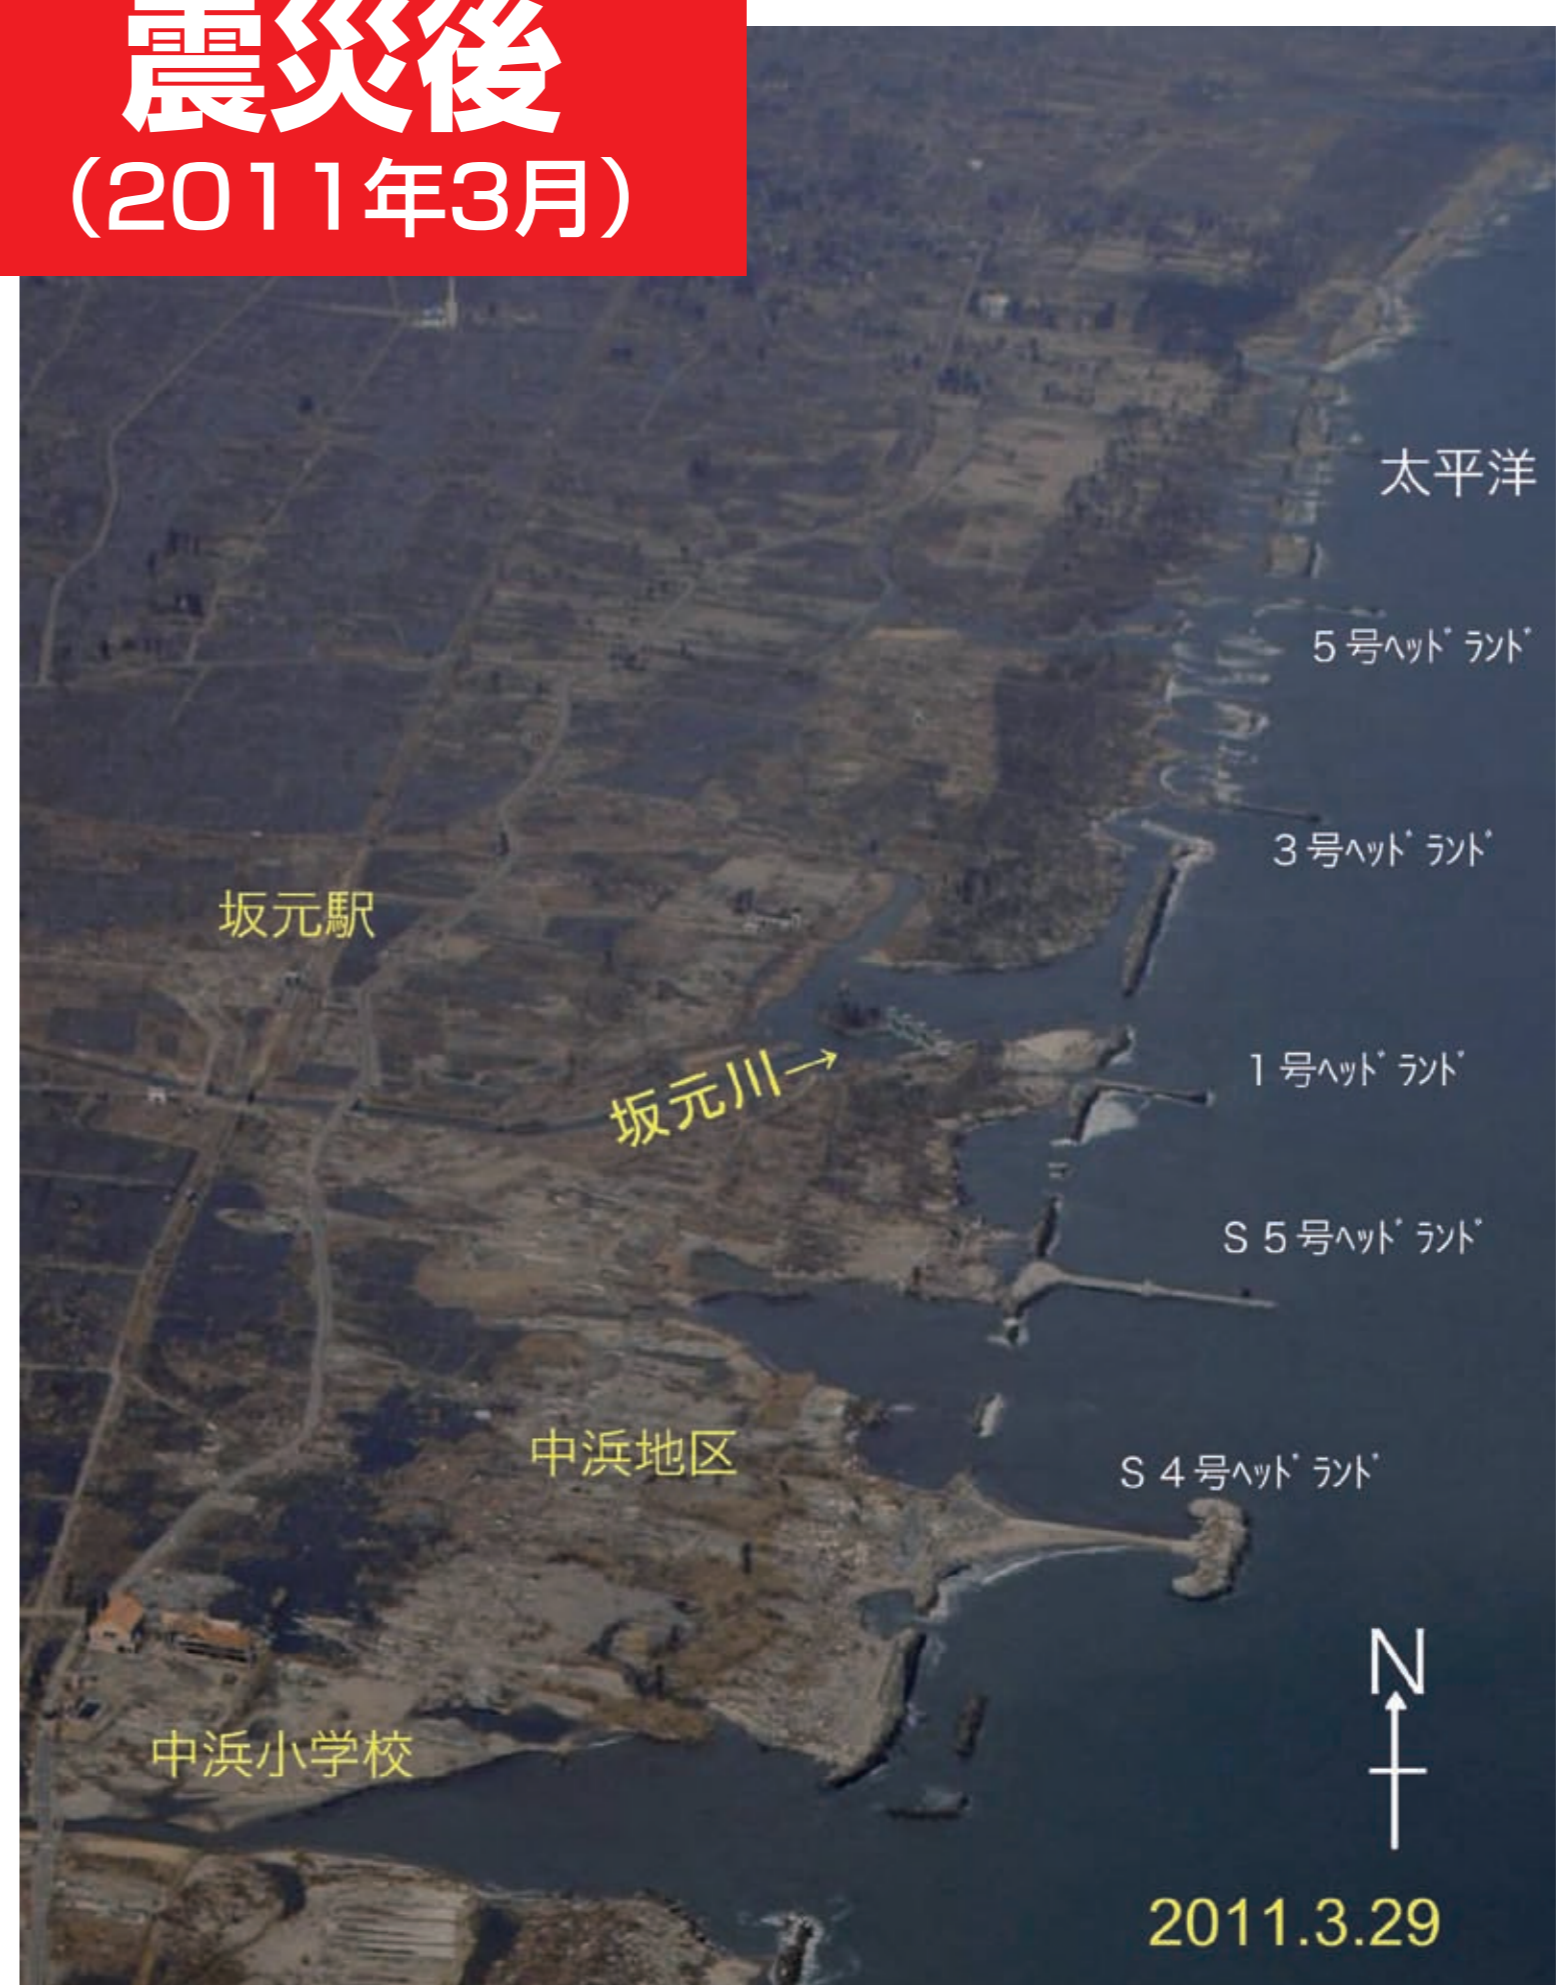 震災後
（2011年3月）
太平洋
５号ﾍｯﾄﾞﾗﾝﾄﾞ
３号ﾍｯﾄﾞﾗﾝﾄﾞ
坂元駅
坂元川→
１号ﾍｯﾄﾞﾗﾝﾄﾞ
Ｓ５号ﾍｯﾄﾞﾗﾝﾄﾞ
中浜地区
Ｓ４号ﾍｯﾄﾞﾗﾝﾄﾞ
中浜小学校
N
2011.3.29